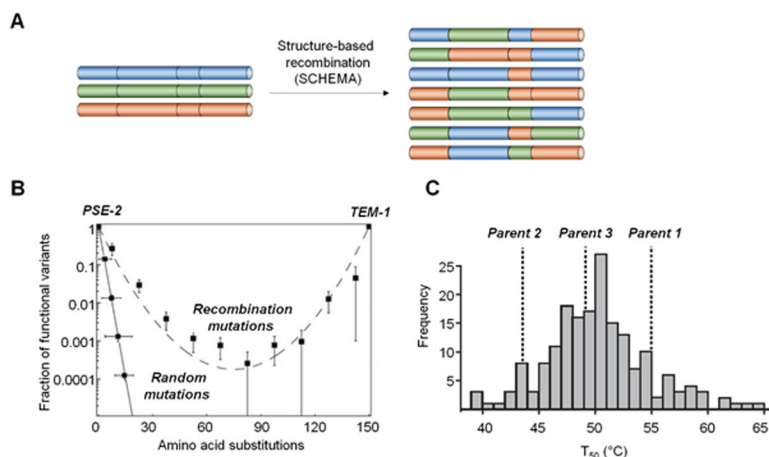 A
Structure-based
recombination
(SCHEMA)
B
PSE-2
TEM-1
1
0.1
0.01
0.001
0.0001
Fraction of functional variants
Recombination
mutations
Random
mutations
0 30 60 90 120 150
Amino acid substitutions
C
Parent 2 Parent 3 Parent 1
25
20
15
10
5
Frequency
40 45 50 55 60 65
T50 (°C)